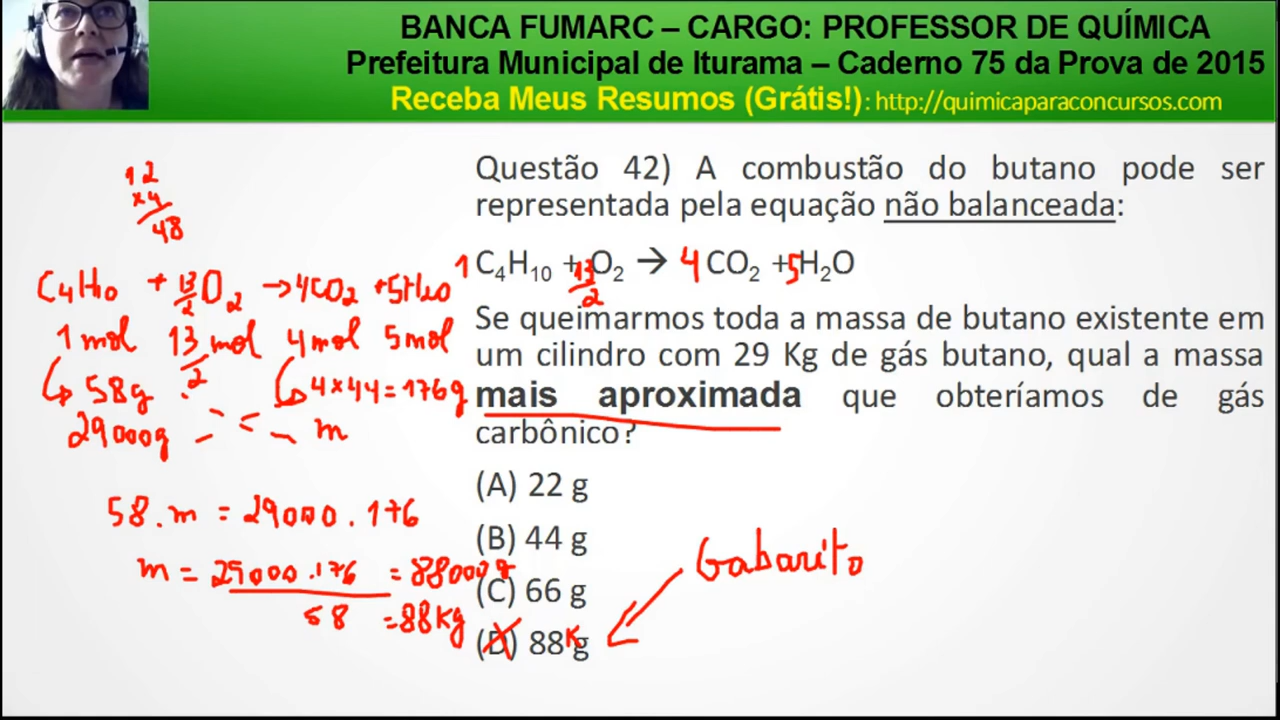 BANCA FUMARC – CARGO: PROFESSOR DE QUÍMICA
Prefeitura Municipal de Iturama – Caderno 75 da Prova de 2015
Receba Meus Resumos (Grátis!): http://quimicaparaconcursos.com
12
×4
48
C4H10 + 13/2 O2 → 4CO2 + 5H2O
1 mol 13/2 mol 4 mol 5 mol
58g 4×44=176g
29000g m
58.m = 29000.176
m = 29000.176 = 88000g
58 = 88Kg
Questão 42) A combustão do butano pode ser
representada pela equação não balanceada:
1 C₄H₁₀ + 13/2 O₂ → 4 CO₂ + 5 H₂O
Se queimarmos toda a massa de butano existente em
um cilindro com 29 Kg de gás butano, qual a massa
mais aproximada que obteríamos de gás
carbônico?
(A) 22 g
(B) 44 g
(C) 66 g
(D) 88 Kg
Gabarito